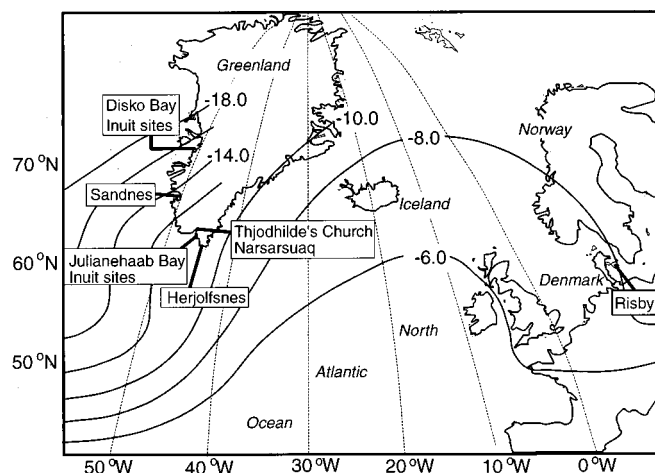 Greenland
Disko Bay
Inuit sites
-18.0
-10.0
-8.0
Norway
-14.0
70 °N
Sandnes
Iceland
Thjodhilde's Church
Narsarsuaq
60 °N
Julianehaab Bay
Inuit sites
-6.0
Denmark
Herjolfsnes
Risby
North
50 °N
Atlantic
Ocean
50°W
40°W
30°W
20°W
10°W
0°W